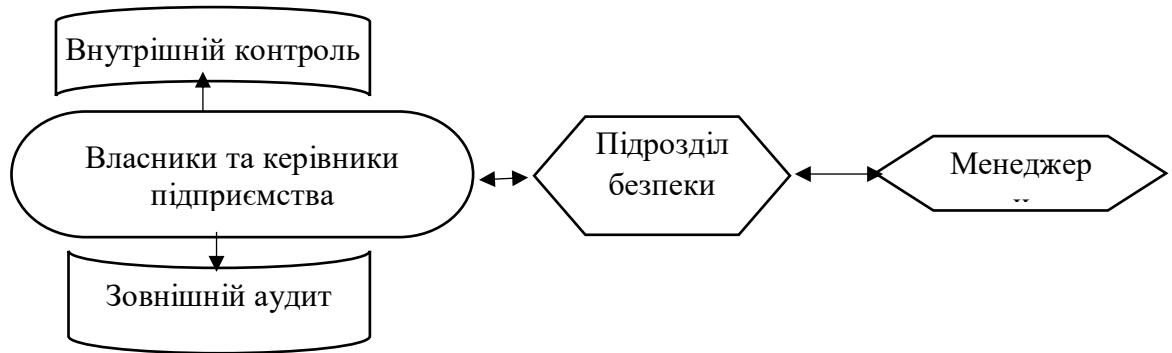 Внутрішній контроль
Власники та керівники
підприємства
Підрозділ
безпеки
Менеджер
Зовнішній аудит